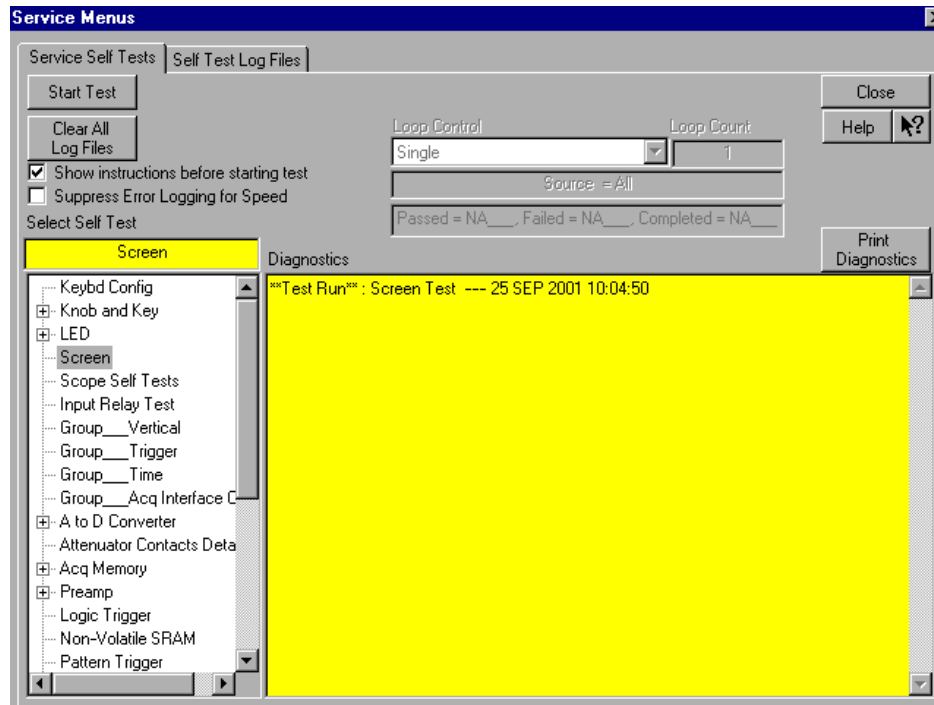 Service Menus
Service Self Tests
Self Test Log Files
Start Test
Close
Clear All
Log Files
Loop Control
Loop Count
Help
?
Single
1
Show instructions before starting test
Source = All
Suppress Error Logging for Speed
Passed = NA___, Failed = NA___, Completed = NA___
Select Self Test
Print
Diagnostics
Screen
Diagnostics
Keybd Config
Knob and Key
LED
Screen
Scope Self Tests
Input Relay Test
Group___Vertical
Group___Trigger
Group___Time
Group___Acq Interface C
A to D Converter
Attenuator Contacts Deta
Acq Memory
Preamp
Logic Trigger
Non-Volatile SRAM
Pattern Trigger
**Test Run** : Screen Test --- 25 SEP 2001 10:04:50